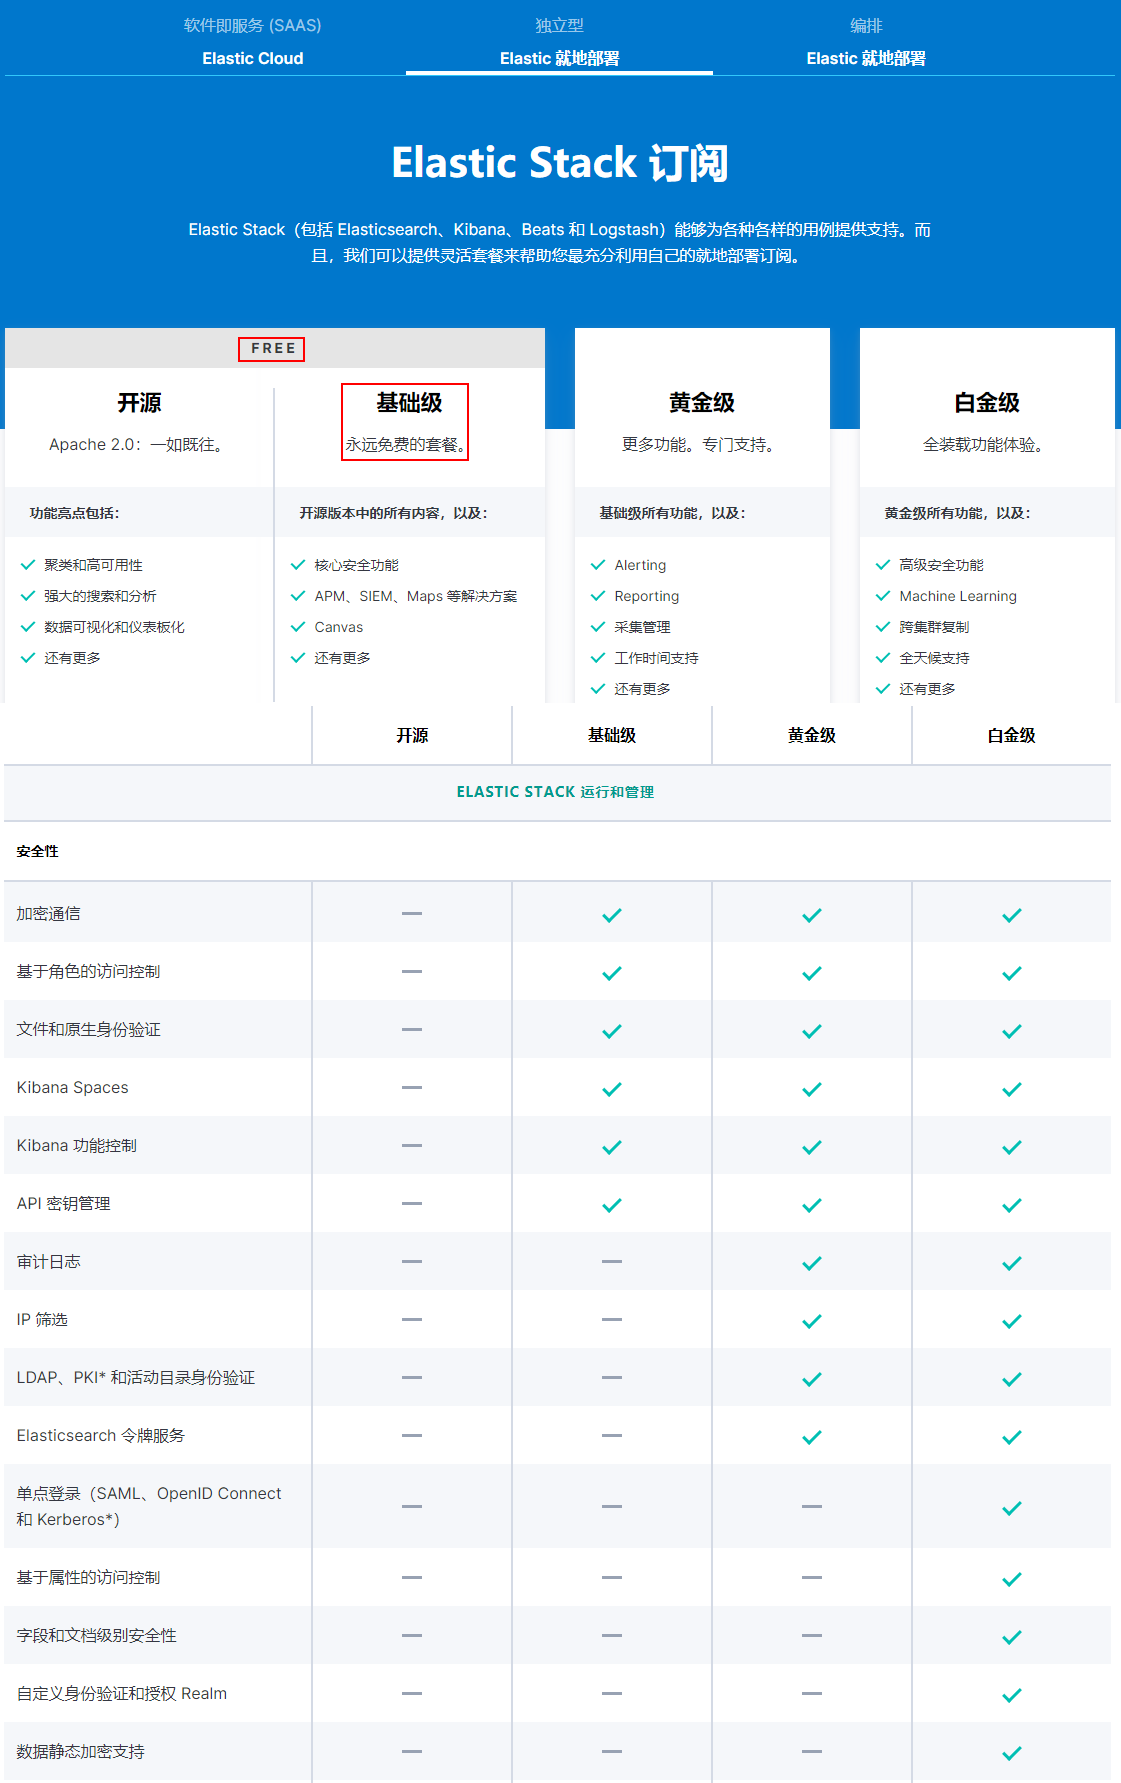 软件即服务 (SAAS)
独立型
编排
Elastic Cloud
Elastic 就地部署
Elastic 就地部署
Elastic Stack 订阅
Elastic Stack（包括 Elasticsearch、Kibana、Beats 和 Logstash）能够为各种各样的用例提供支持。而
且，我们可以提供灵活套餐来帮助您最充分利用自己的就地部署订阅。
FREE
开源
Apache 2.0：一如既往。
功能亮点包括：
聚类和高可用性
强大的搜索和分析
数据可视化和仪表板化
还有更多
基础级
永远免费的套餐。
开源版本中的所有内容，以及：
核心安全功能
APM、SIEM、Maps 等解决方案
Canvas
还有更多
黄金级
更多功能。专门支持。
基础级所有功能，以及：
Alerting
Reporting
采集管理
工作时间支持
还有更多
白金级
全装载功能体验。
黄金级所有功能，以及：
高级安全功能
Machine Learning
跨集群复制
全天候支持
还有更多
开源
基础级
黄金级
白金级
ELASTIC STACK 运行和管理
安全性
加密通信
基于角色的访问控制
文件和原生身份验证
Kibana Spaces
Kibana 功能控制
API 密钥管理
审计日志
IP 筛选
LDAP、PKI* 和活动目录身份验证
Elasticsearch 令牌服务
单点登录（SAML、OpenID Connect
和 Kerberos*）
基于属性的访问控制
字段和文档级别安全性
自定义身份验证和授权 Realm
数据静态加密支持